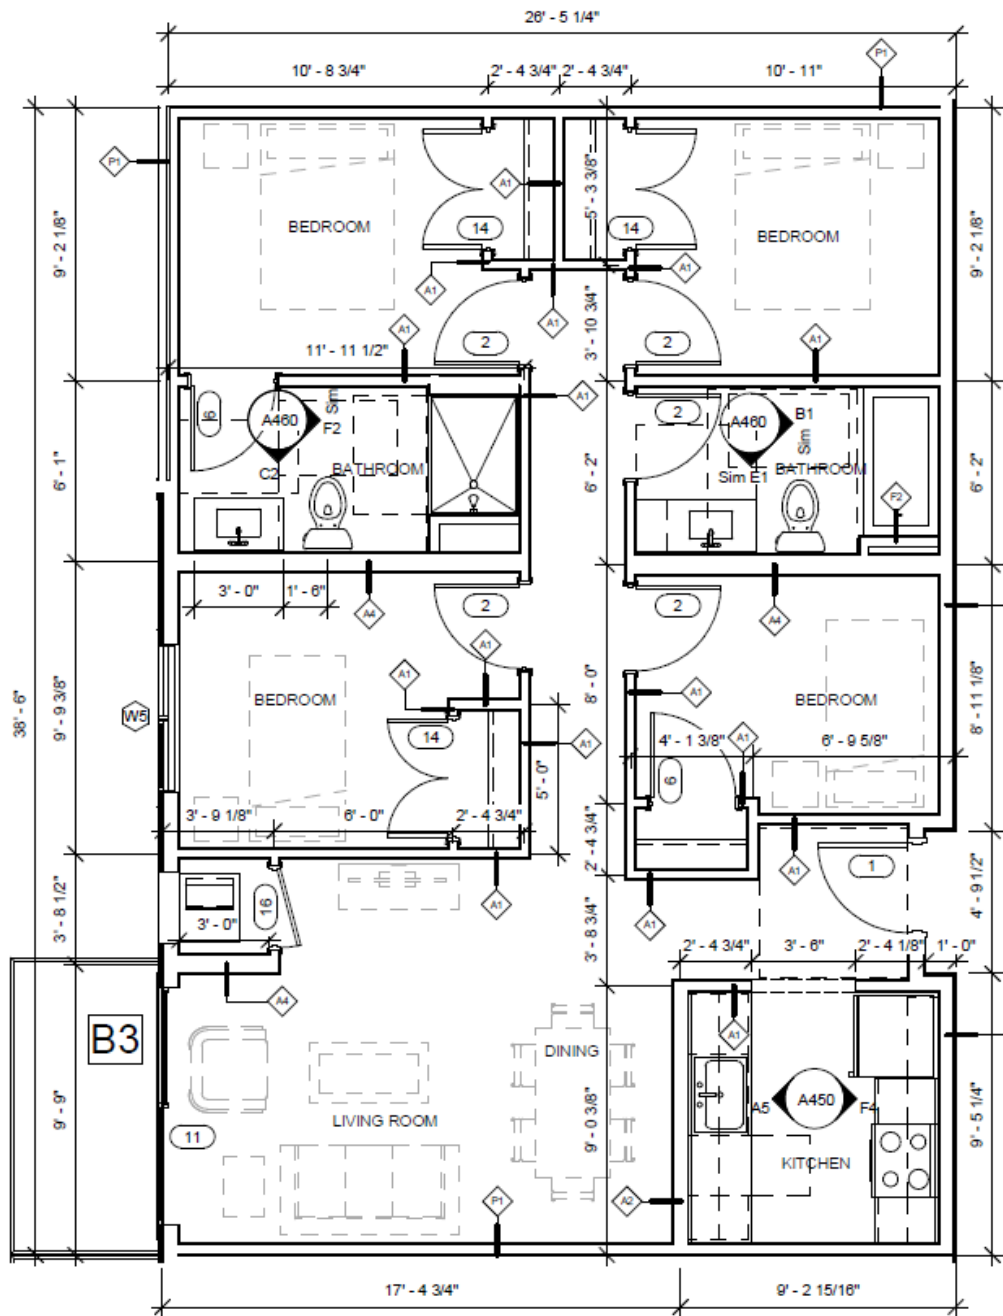 26' - 5 1/4"
P1
10' - 8 3/4"
2' - 4 3/4"
2' - 4 3/4"
10' - 11"
P1
A1
5' - 3 3/8"
9' - 2 1/8"
BEDROOM
14
14
BEDROOM
9' - 2 1/8"
A1
A1
A1
A1
2
3' - 10 3/4"
2
A1
11' - 11 1/2"
A1
6
A460
Sim
F2
2
A460
B1
Sim
C2
BATHROOM
Sim E1
BATHROOM
6' - 1"
6' - 2"
6' - 2"
F2
3' - 0"
1' - 6"
2
2
A4
A4
A1
A1
A1
BEDROOM
8' - 0"
BEDROOM
8' - 11 1/8"
38' - 6"
9' - 9 3/8"
W5
14
A1
4' - 1 3/8"
A1
6' - 9 5/8"
5' - 0"
6
3' - 9 1/8"
6' - 0"
2' - 4 3/4"
2' - 4 3/4"
A1
1
4' - 9 1/2"
16
A1
A1
3' - 8 1/2"
3' - 0"
3' - 8 3/4"
2' - 4 3/4"
3' - 6"
2' - 4 1/8"
1' - 0"
A4
A1
B3
DINING
9' - 9"
A5
A450
F4
11
LIVING ROOM
9' - 0 3/8"
9' - 5 1/4"
KITCHEN
P1
A2
17' - 4 3/4"
9' - 2 15/16"